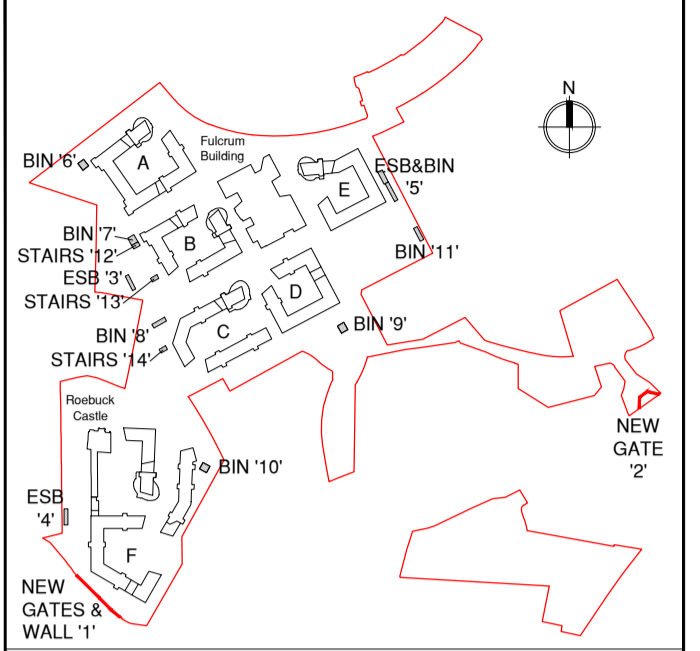 N
Fulcrum
Building
BIN '6'
A
ESB&BIN
'5'
E
BIN '7'
STAIRS '12'
B
BIN '11'
ESB '3'
STAIRS '13'
D
BIN '8'
C
BIN '9'
STAIRS '14'
Roebuck
Castle
NEW
GATE
'2'
BIN '10'
ESB
'4'
F
NEW
GATES &
WALL '1'